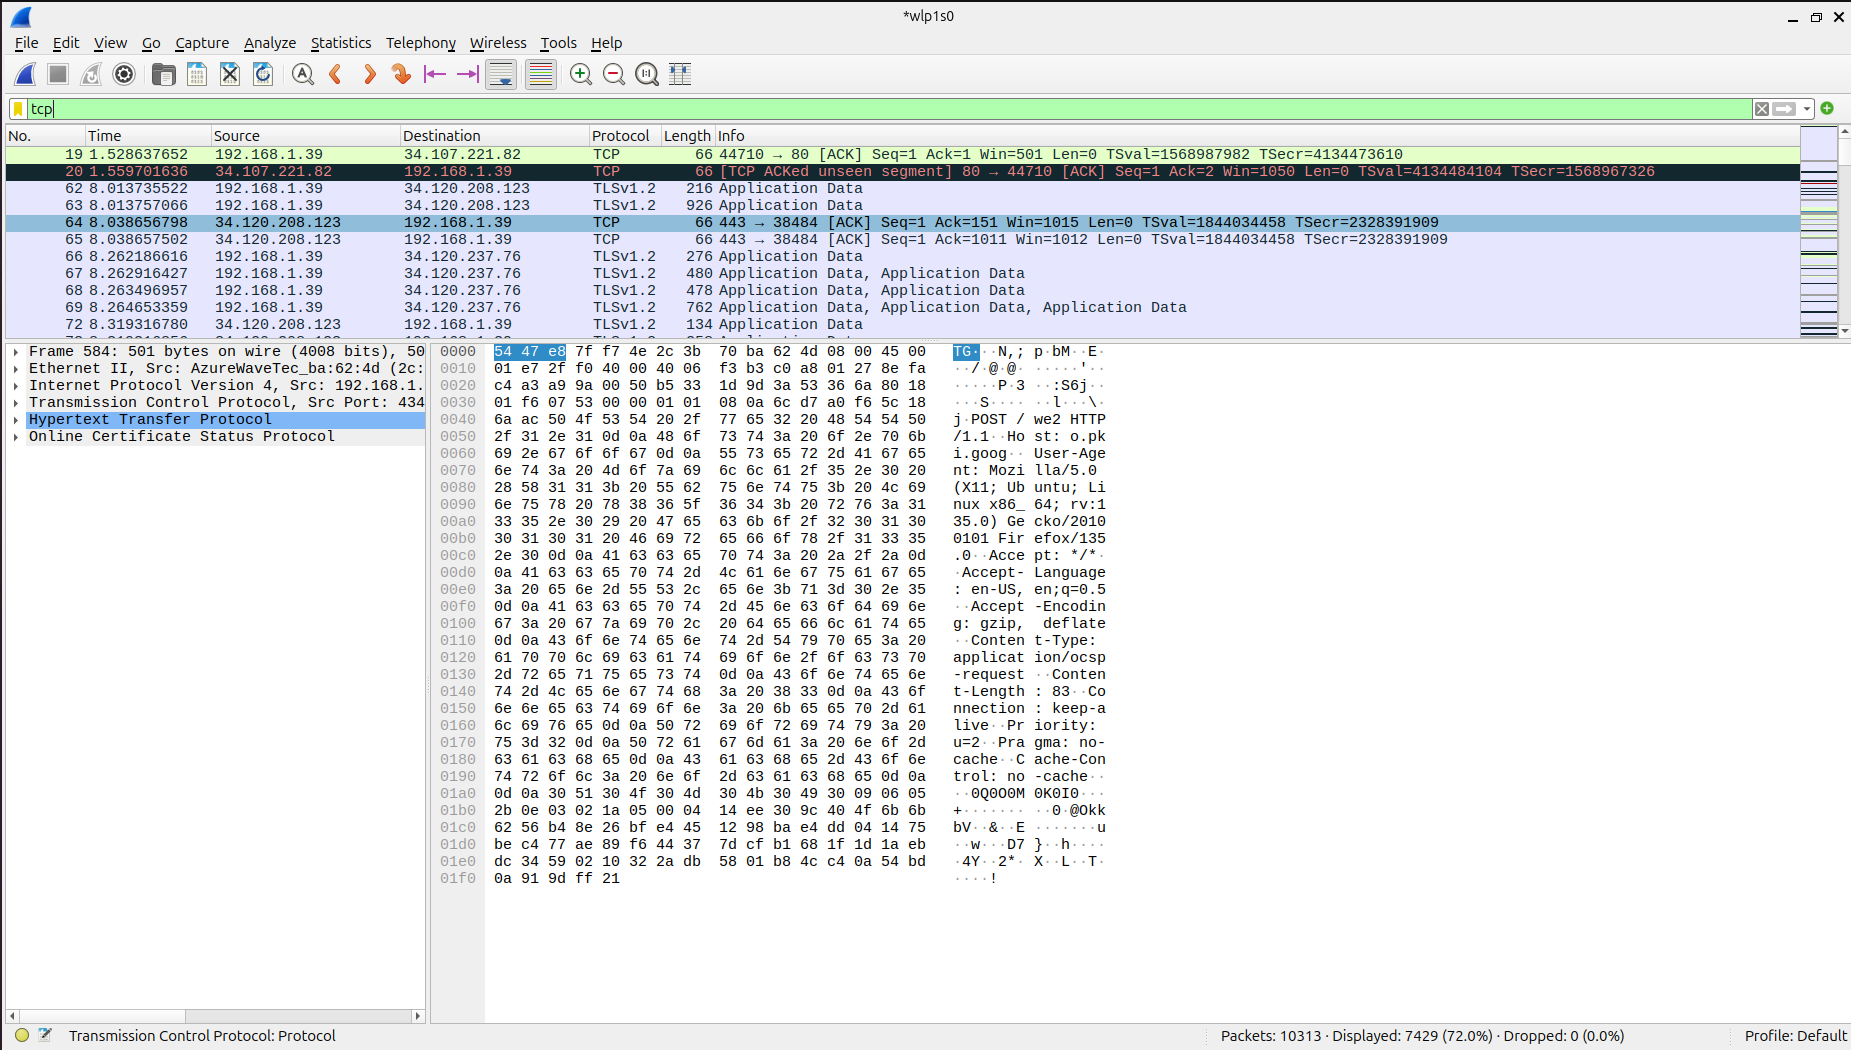 *wlp1s0
File Edit View Go Capture Analyze Statistics Telephony Wireless Tools Help
tcp
No. Time Source Destination Protocol Length Info
19 1.528637652 192.168.1.39 34.107.221.82 TCP 66 44710 → 80 [ACK] Seq=1 Ack=1 Win=501 Len=0 TSval=1568987982 TSecr=4134473610
20 1.559701636 34.107.221.82 192.168.1.39 TCP 66 [TCP ACKed unseen segment] 80 → 44710 [ACK] Seq=1 Ack=2 Win=1050 Len=0 TSval=4134484104 TSecr=1568967326
62 8.013735522 192.168.1.39 34.120.208.123 TLSv1.2 216 Application Data
63 8.013757066 192.168.1.39 34.120.208.123 TLSv1.2 926 Application Data
64 8.038656798 34.120.208.123 192.168.1.39 TCP 66 443 → 38484 [ACK] Seq=1 Ack=151 Win=1015 Len=0 TSval=1844034458 TSecr=2328391909
65 8.038657502 34.120.208.123 192.168.1.39 TCP 66 443 → 38484 [ACK] Seq=1 Ack=1011 Win=1012 Len=0 TSval=1844034458 TSecr=2328391909
66 8.262186616 192.168.1.39 34.120.237.76 TLSv1.2 276 Application Data
67 8.262916427 192.168.1.39 34.120.237.76 TLSv1.2 480 Application Data, Application Data
68 8.263496957 192.168.1.39 34.120.237.76 TLSv1.2 478 Application Data, Application Data
69 8.264653359 192.168.1.39 34.120.237.76 TLSv1.2 762 Application Data, Application Data, Application Data
72 8.319316780 34.120.208.123 192.168.1.39 TLSv1.2 134 Application Data
Frame 584: 501 bytes on wire (4008 bits), 50
Ethernet II, Src: AzureWaveTec_ba:62:4d (2c:
Internet Protocol Version 4, Src: 192.168.1.
Transmission Control Protocol, Src Port: 434
Hypertext Transfer Protocol
Online Certificate Status Protocol
0000 54 47 e8 7f f7 4e 2c 3b 70 ba 62 4d 08 00 45 00 TG···N,; p·bM··E·
0010 01 e7 2f f0 40 00 40 06 f3 b3 c0 a8 01 27 8e fa ··/·@·@· ·····'··
0020 c4 a3 a9 9a 00 50 b5 33 1d 9d 3a 53 36 6a 80 18 ·····P·3 ··:S6j··
0030 01 f6 07 53 00 00 01 01 08 0a 6c d7 a0 f6 5c 18 ···S···· ··l···\·
0040 6a ac 50 4f 53 54 20 2f 77 65 32 20 48 54 54 50 j·POST / we2 HTTP
0050 2f 31 2e 31 0d 0a 48 6f 73 74 3a 20 6f 2e 70 6b /1.1··Ho st: o.pk
0060 69 2e 67 6f 6f 67 0d 0a 55 73 65 72 2d 41 67 65 i.goog·· User-Age
0070 6e 74 3a 20 4d 6f 7a 69 6c 6c 61 2f 35 2e 30 20 nt: Mozi lla/5.0
0080 28 58 31 31 3b 20 55 62 75 6e 74 75 3b 20 4c 69 (X11; Ub untu; Li
0090 6e 75 78 20 78 38 36 5f 36 34 3b 20 72 76 3a 31 nux x86_ 64; rv:1
00a0 33 35 2e 30 29 20 47 65 63 6b 6f 2f 32 30 31 30 35.0) Ge cko/2010
00b0 30 31 30 31 20 46 69 72 65 66 6f 78 2f 31 33 35 0101 Fir efox/135
00c0 2e 30 0d 0a 41 63 63 65 70 74 3a 20 2a 2f 2a 0d .0··Acce pt: */*·
00d0 0a 41 63 63 65 70 74 2d 4c 61 6e 67 75 61 67 65 ·Accept- Language
00e0 3a 20 65 6e 2d 55 53 2c 65 6e 3b 71 3d 30 2e 35 : en-US, en;q=0.5
00f0 0d 0a 41 63 63 65 70 74 2d 45 6e 63 6f 64 69 6e ··Accept -Encodin
0100 67 3a 20 67 7a 69 70 2c 20 64 65 66 6c 61 74 65 g: gzip,  deflate
0110 0d 0a 43 6f 6e 74 65 6e 74 2d 54 79 70 65 3a 20 ··Conten t-Type:
0120 61 70 70 6c 69 63 61 74 69 6f 6e 2f 6f 63 73 70 applicat ion/ocsp
0130 2d 72 65 71 75 65 73 74 0d 0a 43 6f 6e 74 65 6e -request ··Conten
0140 74 2d 4c 65 6e 67 74 68 3a 20 38 33 0d 0a 43 6f t-Length : 83··Co
0150 6e 6e 65 63 74 69 6f 6e 3a 20 6b 65 65 70 2d 61 nnection : keep-a
0160 6c 69 76 65 0d 0a 50 72 69 6f 72 69 74 79 3a 20 live··Pr iority:
0170 75 3d 32 0d 0a 50 72 61 67 6d 61 3a 20 6e 6f 2d u=2··Pra gma: no-
0180 63 61 63 68 65 0d 0a 43 61 63 68 65 2d 43 6f 6e cache··C ache-Con
0190 74 72 6f 6c 3a 20 6e 6f 2d 63 61 63 68 65 0d 0a trol: no -cache··
01a0 0d 0a 30 51 30 4f 30 4d 30 4b 30 49 30 09 06 05 ··0Q0O0M 0K0I0···
01b0 2b 0e 03 02 1a 05 00 04 14 ee 30 9c 40 4f 6b 6b +······· ··0·@Okk
01c0 62 56 b4 8e 26 bf e4 45 12 98 ba e4 dd 04 14 75 bV··&··E ·······u
01d0 be c4 77 ae 89 f6 44 37 7d cf b1 68 1f 1d 1a eb ··w···D7 }··h····
01e0 dc 34 59 02 10 32 2a db 58 01 b8 4c c4 0a 54 bd ·4Y··2*· X··L··T·
01f0 0a 91 9d ff 21 ····!
Transmission Control Protocol: Protocol Packets: 10313 · Displayed: 7429 (72.0%) · Dropped: 0 (0.0%) Profile: Default